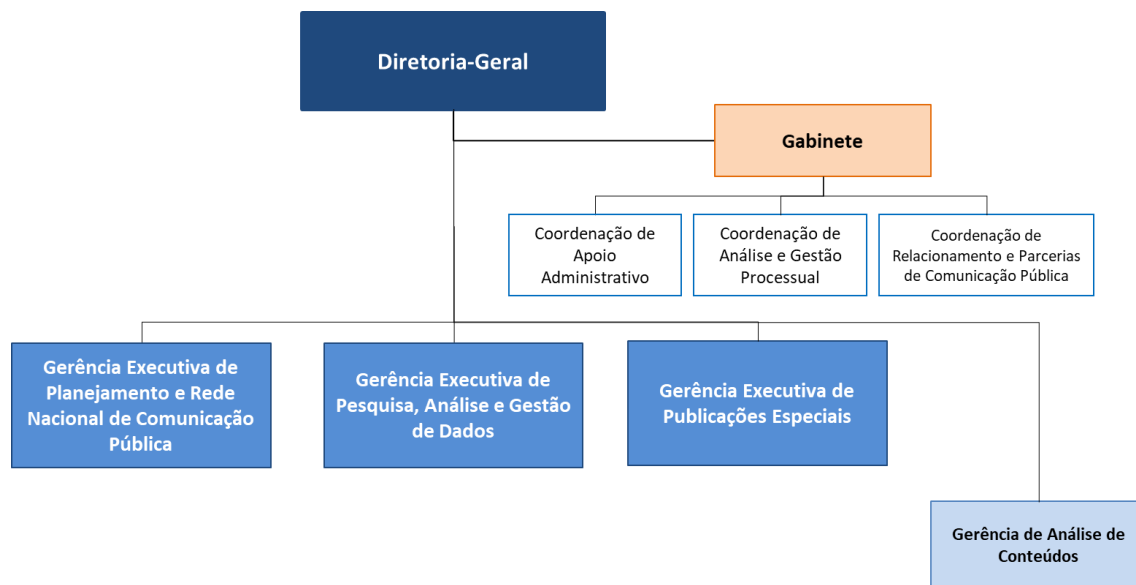 Diretoria-Geral
Gabinete
Coordenação de
Apoio
Administrativo
Coordenação de
Análise e Gestão
Processual
Coordenação de
Relacionamento e Parcerias
de Comunicação Pública
Gerência Executiva de
Planejamento e Rede
Nacional de Comunicação
Pública
Gerência Executiva de
Pesquisa, Análise e Gestão
de Dados
Gerência Executiva de
Publicações Especiais
Gerência de Análise de
Conteúdos